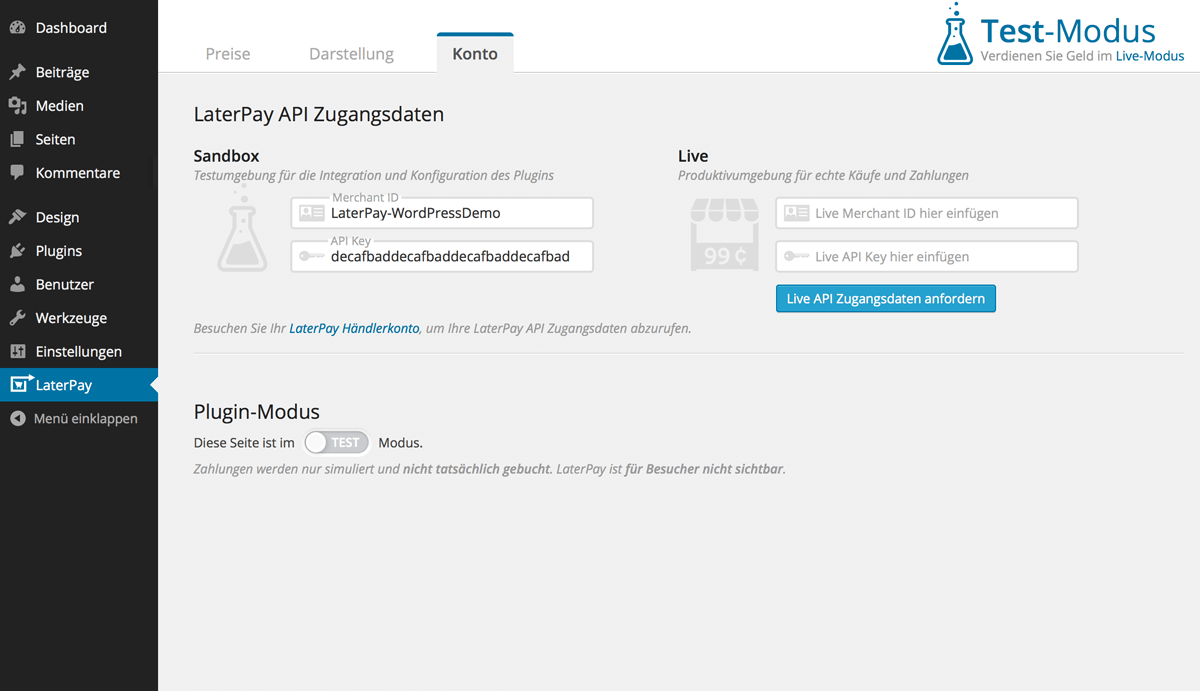 Dashboard
Beiträge
Medien
Seiten
Kommentare
Design
Plugins
Benutzer
Werkzeuge
Einstellungen
LaterPay
Menü einklappen
Preise
Darstellung
Konto
Test-Modus
Verdienen Sie Geld im Live-Modus
LaterPay API Zugangsdaten
Sandbox
Testumgebung für die Integration und Konfiguration des Plugins
Merchant ID
LaterPay-WordPressDemo
API Key
decafbaddecafbaddecafbaddecafbad
Live
Produktivumgebung für echte Käufe und Zahlungen
99 ¢
Live Merchant ID hier einfügen
Live API Key hier einfügen
Live API Zugangsdaten anfordern
Besuchen Sie Ihr LaterPay Händlerkonto, um Ihre LaterPay API Zugangsdaten abzurufen.
Plugin-Modus
Diese Seite ist im TEST Modus.
Zahlungen werden nur simuliert und nicht tatsächlich gebucht. LaterPay ist für Besucher nicht sichtbar.